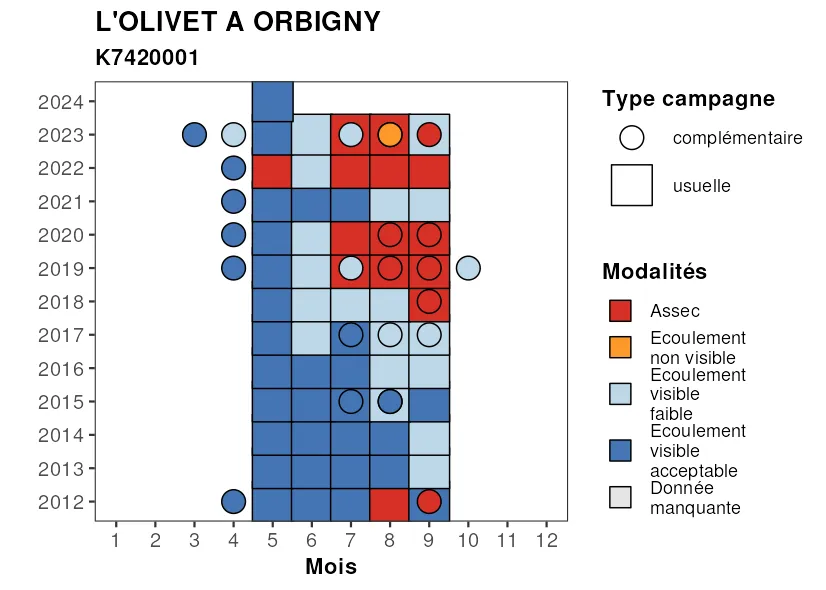 L'OLIVET A ORBIGNY
K7420001
2024
2023
2022
2021
2020
2019
2018
2017
2016
2015
2014
2013
2012
1 2 3 4 5 6 7 8 9 10 11 12
Mois
Type campagne
complémentaire
usuelle
Modalités
Assec
Ecoulement
non visible
Ecoulement
visible
faible
Ecoulement
visible
acceptable
Donnée
manquante